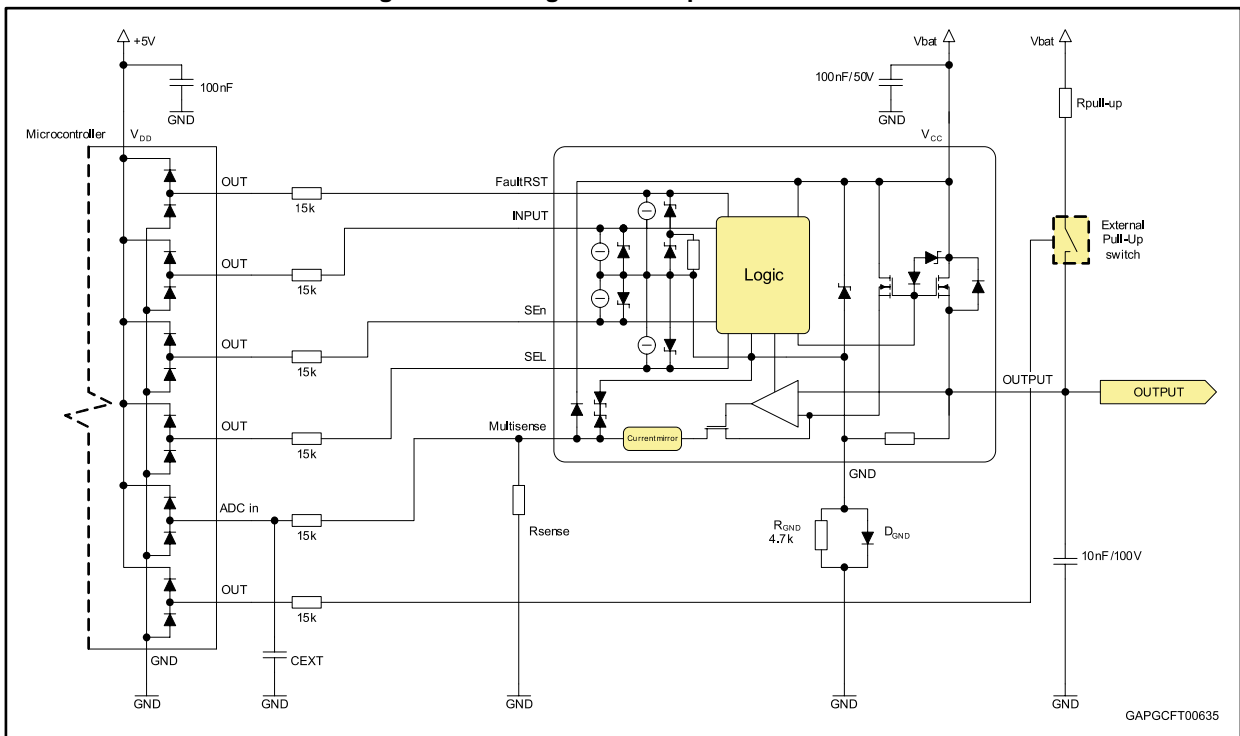 +5V
Vbat
Vbat
100nF
100nF/50V
GND
GND
Rpull-up
Microcontroller
VDD
VCC
OUT
15k
FaultRST
INPUT
External
Pull-Up
switch
OUT
15k
Logic
SEn
OUT
15k
SEL
OUTPUT
OUTPUT
OUT
15k
Multisense
Current mirror
GND
ADC in
15k
Rsense
RGND
4.7k
DGND
10nF/100V
OUT
15k
GND
CEXT
GND
GND
GND
GND
GND
GAPGCFT00635